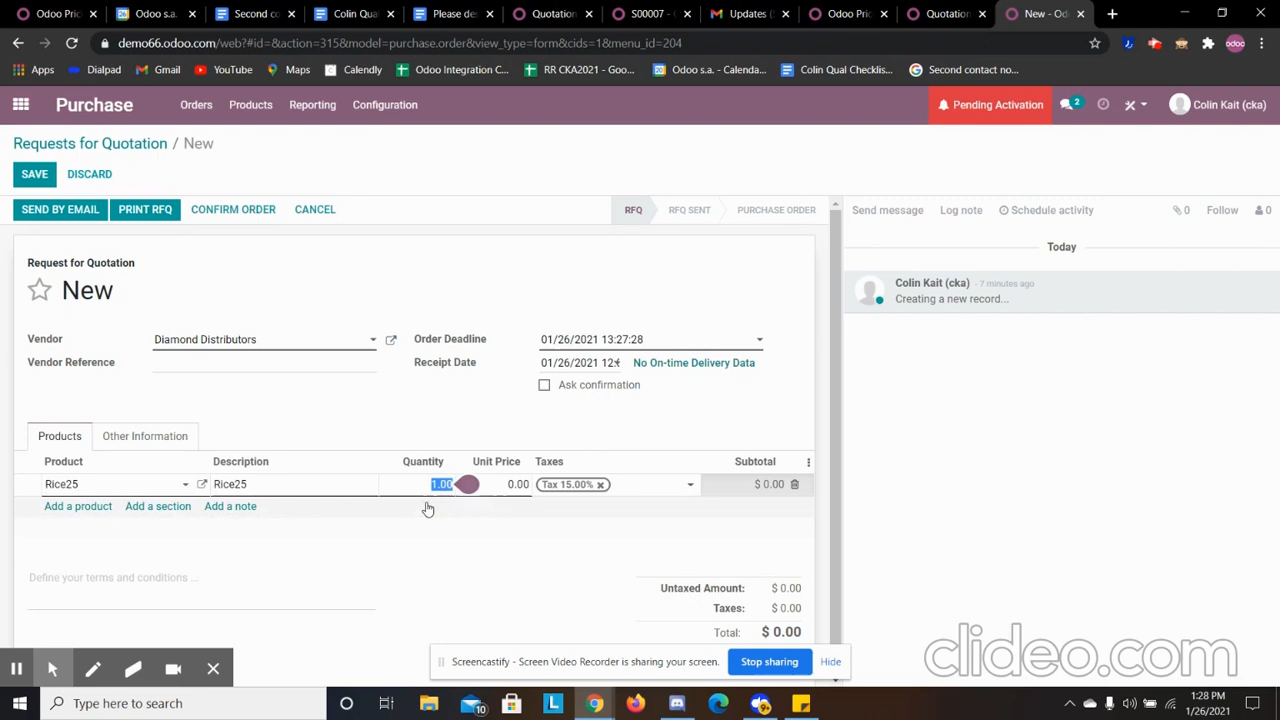 Odoo Pric
Odoo s.a.
Second co
Colin Qual
Please des
Quotation
S00007 - C
Updates (
Odoo Pric
Quotation
New - Od
demo66.odoo.com/web?#id=&action=315&model=purchase.order&view_type=form&cids=1&menu_id=204
odoo
Apps
Dialpad
Gmail
YouTube
Maps
Calendly
Odoo Integration C...
RR CKA2021 - Goo...
Odoo s.a. - Calenda...
Colin Qual Checklis...
Second contact no...
Purchase
Orders
Products
Reporting
Configuration
Pending Activation
2
Colin Kait (cka)
Requests for Quotation / New
SAVE
DISCARD
SEND BY EMAIL
PRINT RFQ
CONFIRM ORDER
CANCEL
RFQ
RFQ SENT
PURCHASE ORDER
Send message
Log note
Schedule activity
0
Follow
0
Today
Colin Kait (cka) - 7 minutes ago
Creating a new record...
Request for Quotation
New
Vendor
Diamond Distributors
Order Deadline
01/26/2021 13:27:28
Vendor Reference
Receipt Date
No On-time Delivery Data
Ask confirmation
Products
Other Information
Product
Description
Quantity
Unit Price
Taxes
Subtotal
Rice25
Rice25
1.00
0.00
Tax 15.00%
$ 0.00
Add a product
Add a section
Add a note
Define your terms and conditions ...
Untaxed Amount:
$ 0.00
Taxes:
$ 0.00
Total:
$ 0.00
Screencastify - Screen Video Recorder is sharing your screen.
Stop sharing
Hide
clideo.com
Type here to search
1:28 PM
1/26/2021